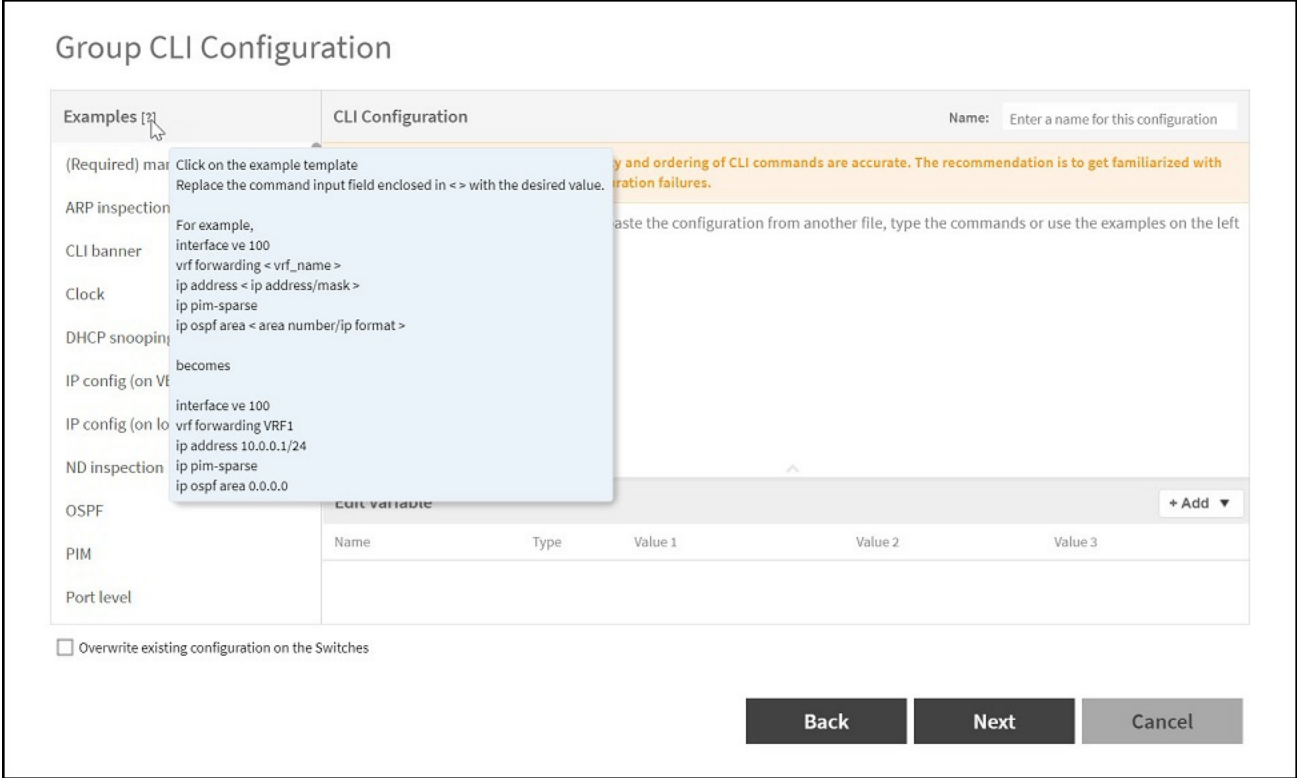 Group CLI Configuration
Examples [?]
CLI Configuration
Name: Enter a name for this configuration
(Required)
ARP inspection
CLI banner
Clock
DHCP snooping
IP config (on
IP config (on
ND inspection
OSPF
PIM
Port level
Click on the example template
Replace the command input field enclosed in < > with the desired value.
For example,
interface ve 100
vrf forwarding < vrf_name >
ip address < ip address/mask >
ip pim-sparse
ip ospf area < area number/ip format >
becomes
interface ve 100
vrf forwarding VRF1
ip address 10.0.0.1/24
ip pim-sparse
ip ospf area 0.0.0.0
and ordering of CLI commands are accurate. The recommendation is to get familiarized with
failures.
the configuration from another file, type the commands or use the examples on the left
Edit Variable
+ Add ▼
Name Type Value 1 Value 2 Value 3
Overwrite existing configuration on the Switches
Back Next Cancel